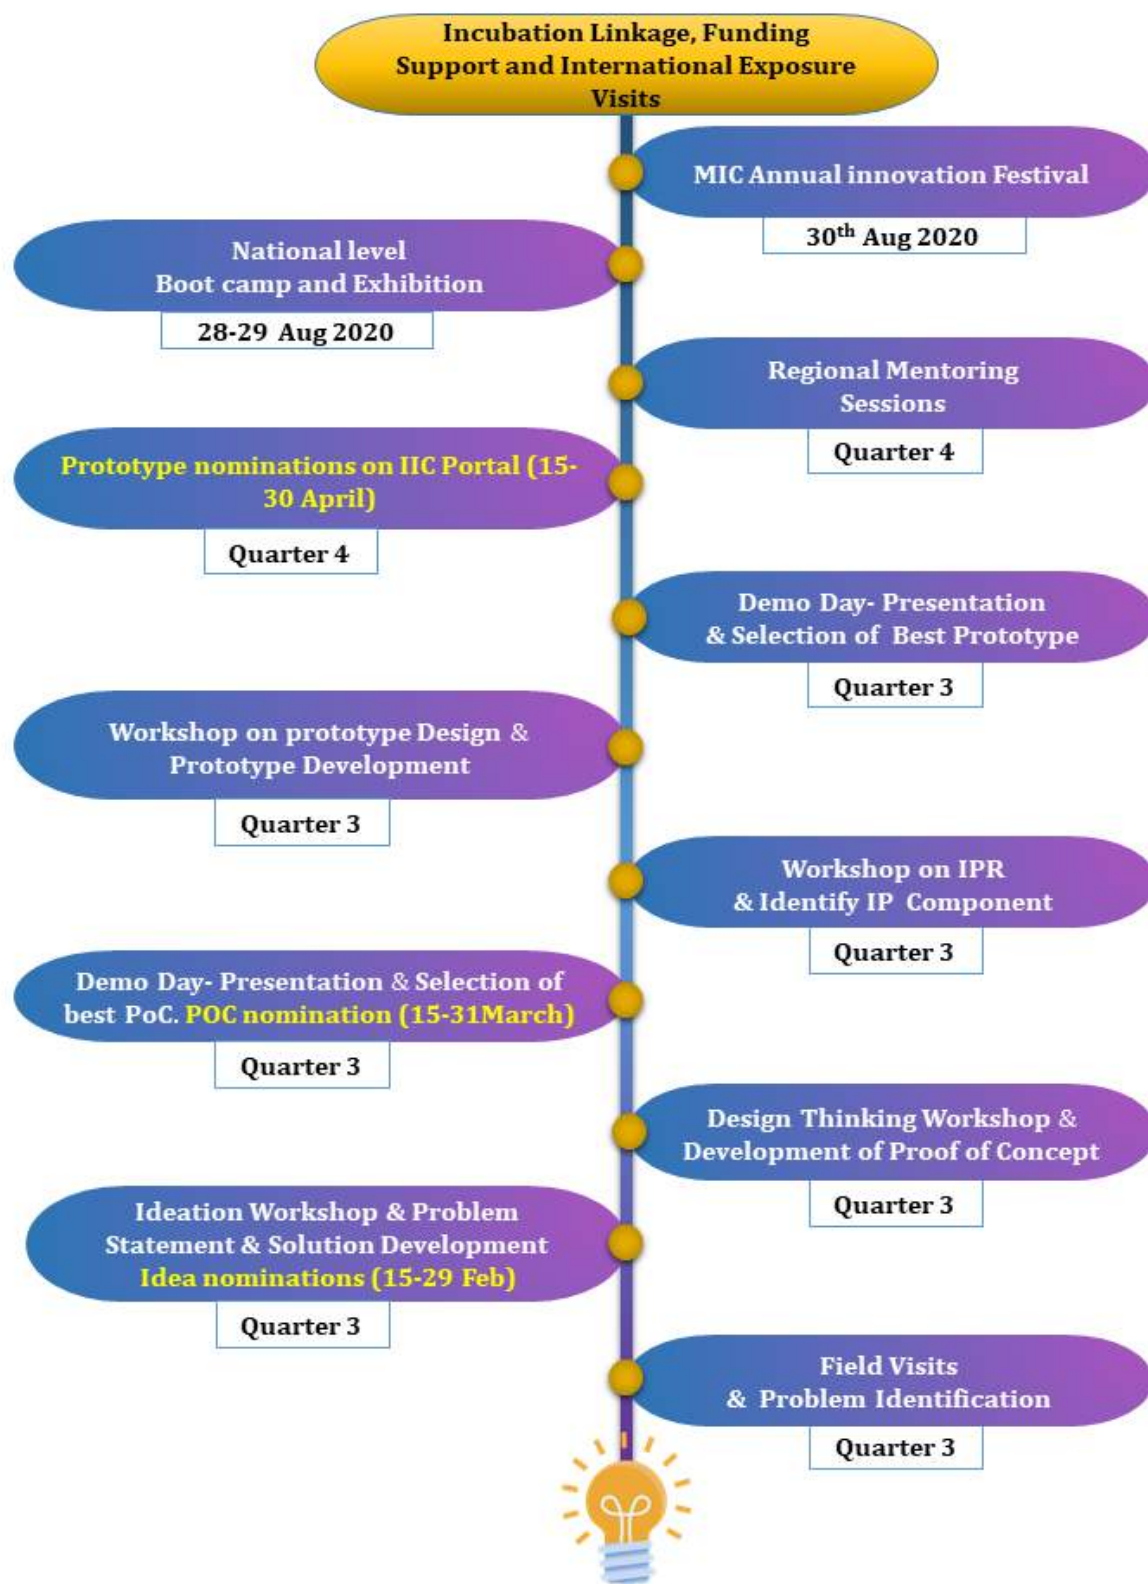 Incubation Linkage, Funding
Support and International Exposure
Visits
MIC Annual innovation Festival
30th Aug 2020
National level
Boot camp and Exhibition
28-29 Aug 2020
Regional Mentoring
Sessions
Quarter 4
Prototype nominations on IIC Portal (15-
30 April)
Quarter 4
Demo Day- Presentation
& Selection of Best Prototype
Quarter 3
Workshop on prototype Design &
Prototype Development
Quarter 3
Workshop on IPR
& Identify IP Component
Quarter 3
Demo Day- Presentation & Selection of
best PoC. POC nomination (15-31March)
Quarter 3
Design Thinking Workshop &
Development of Proof of Concept
Quarter 3
Ideation Workshop & Problem
Statement & Solution Development
Idea nominations (15-29 Feb)
Quarter 3
Field Visits
& Problem Identification
Quarter 3